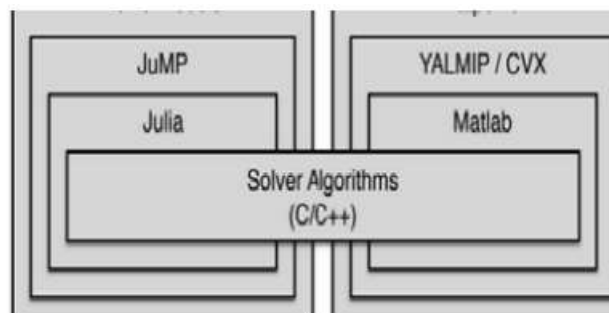 JuMP
YALMIP / CVX
Julia
Matlab
Solver Algorithms
(C/C++)